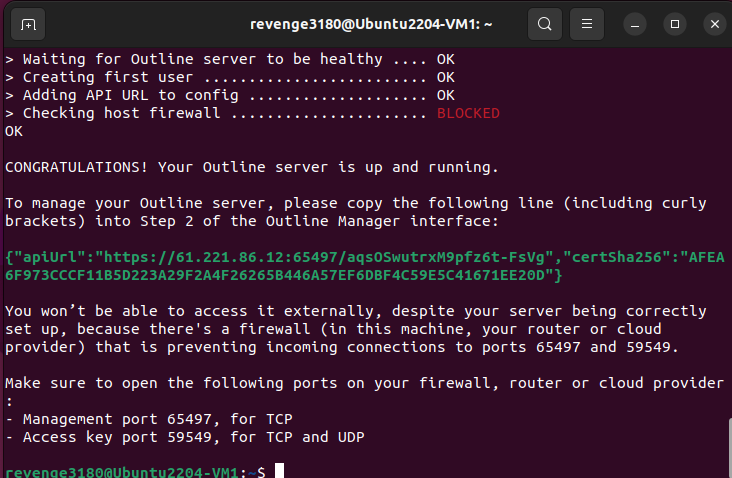 revenge3180@Ubuntu2204-VM1: ~
> Waiting for Outline server to be healthy .... OK
> Creating first user ......................... OK
> Adding API URL to config .................... OK
> Checking host firewall ...................... BLOCKED
OK
CONGRATULATIONS! Your Outline server is up and running.
To manage your Outline server, please copy the following line (including curly
brackets) into Step 2 of the Outline Manager interface:
{"apiUrl":"https://61.221.86.12:65497/aqsOSwutrxM9pfz6t-FsVg","certSha256":"AFEA
6F973CCCF11B5D223A29F2A4F26265B446A57EF6DBF4C59E5C41671EE20D"}
You won’t be able to access it externally, despite your server being correctly
set up, because there's a firewall (in this machine, your router or cloud
provider) that is preventing incoming connections to ports 65497 and 59549.
Make sure to open the following ports on your firewall, router or cloud provider
:
- Management port 65497, for TCP
- Access key port 59549, for TCP and UDP
revenge3180@Ubuntu2204-VM1:~$